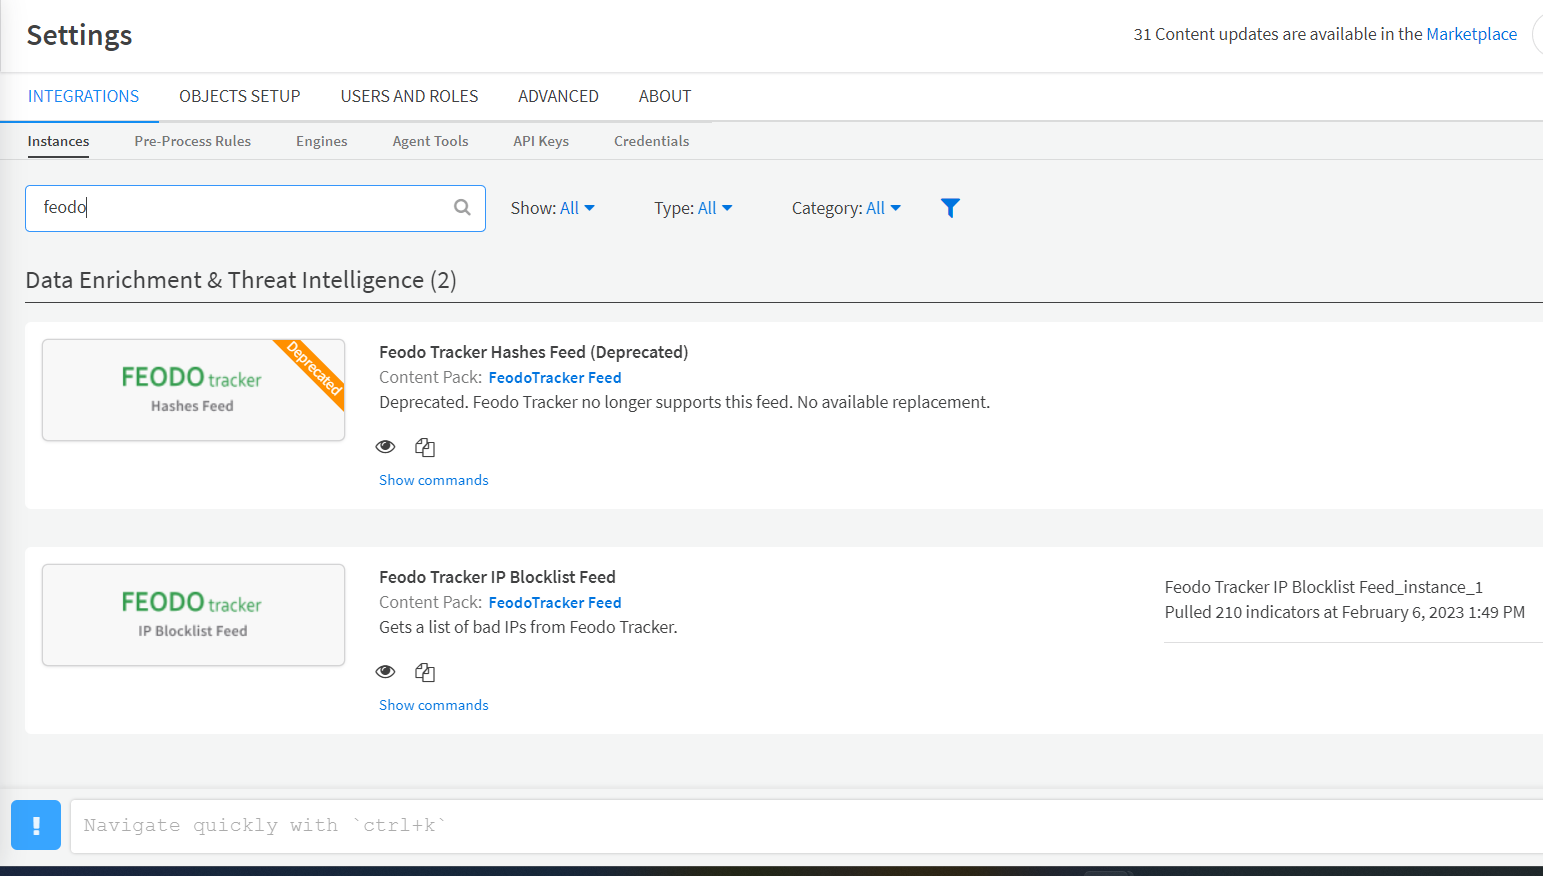 Settings
31 Content updates are available in the Marketplace
INTEGRATIONS OBJECTS SETUP USERS AND ROLES ADVANCED ABOUT
Instances Pre-Process Rules Engines Agent Tools API Keys Credentials
feodo
Show: All Type: All Category: All
Data Enrichment & Threat Intelligence (2)
FEODO tracker
Hashes Feed
Deprecated
Feodo Tracker Hashes Feed (Deprecated)
Content Pack: FeodoTracker Feed
Deprecated. Feodo Tracker no longer supports this feed. No available replacement.
Show commands
FEODO tracker
IP Blocklist Feed
Feodo Tracker IP Blocklist Feed
Content Pack: FeodoTracker Feed
Gets a list of bad IPs from Feodo Tracker.
Show commands
Feodo Tracker IP Blocklist Feed_instance_1
Pulled 210 indicators at February 6, 2023 1:49 PM
Navigate quickly with `ctrl+k`